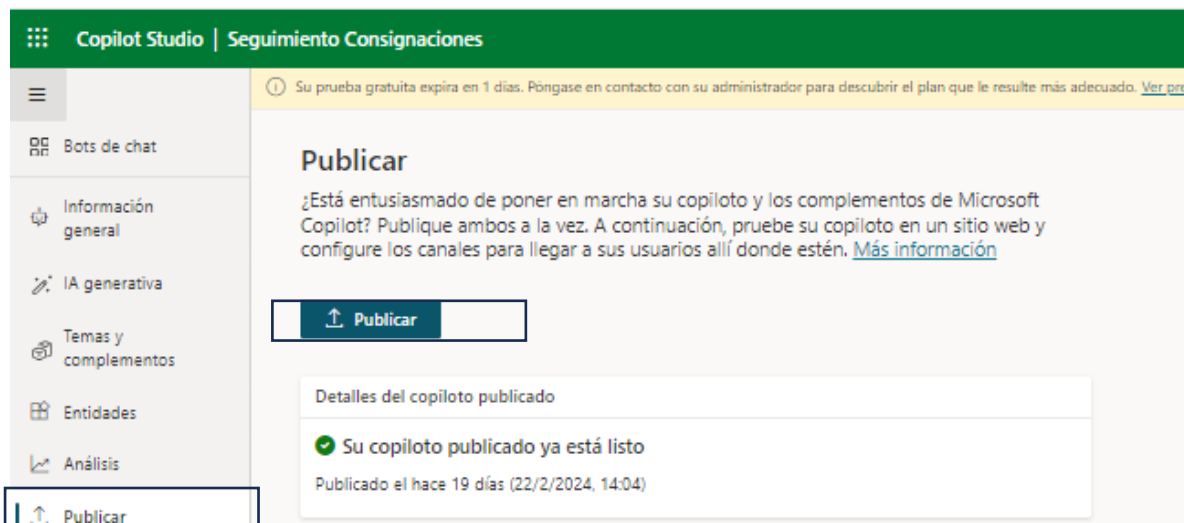 Copilot Studio | Seguimiento Consignaciones
Su prueba gratuita expira en 1 días. Póngase en contacto con su administrador para descubrir el plan que le resulte más adecuado. Ver pre
Bots de chat
Información
general
IA generativa
Temas y
complementos
Entidades
Análisis
Publicar
Publicar
¿Está entusiasmado de poner en marcha su copiloto y los complementos de Microsoft
Copilot? Publique ambos a la vez. A continuación, pruebe su copiloto en un sitio web y
configure los canales para llegar a sus usuarios allí donde estén. Más información
Publicar
Detalles del copiloto publicado
Su copiloto publicado ya está listo
Publicado el hace 19 días (22/2/2024, 14:04)